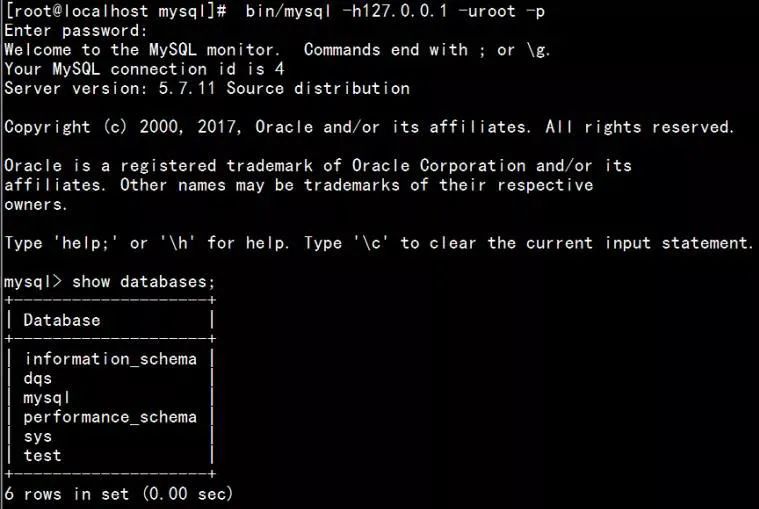 [root@localhost mysql]#  bin/mysql -h127.0.0.1 -uroot -p
Enter password:
Welcome to the MySQL monitor.  Commands end with ; or \g.
Your MySQL connection id is 4
Server version: 5.7.11 Source distribution
Copyright (c) 2000, 2017, Oracle and/or its affiliates. All rights reserved.
Oracle is a registered trademark of Oracle Corporation and/or its
affiliates. Other names may be trademarks of their respective
owners.
Type 'help;' or '\h' for help. Type '\c' to clear the current input statement.
mysql> show databases;
+--------------------+
| Database           |
+--------------------+
| information_schema |
| dqs                |
| mysql              |
| performance_schema |
| sys                |
| test               |
+--------------------+
6 rows in set (0.00 sec)